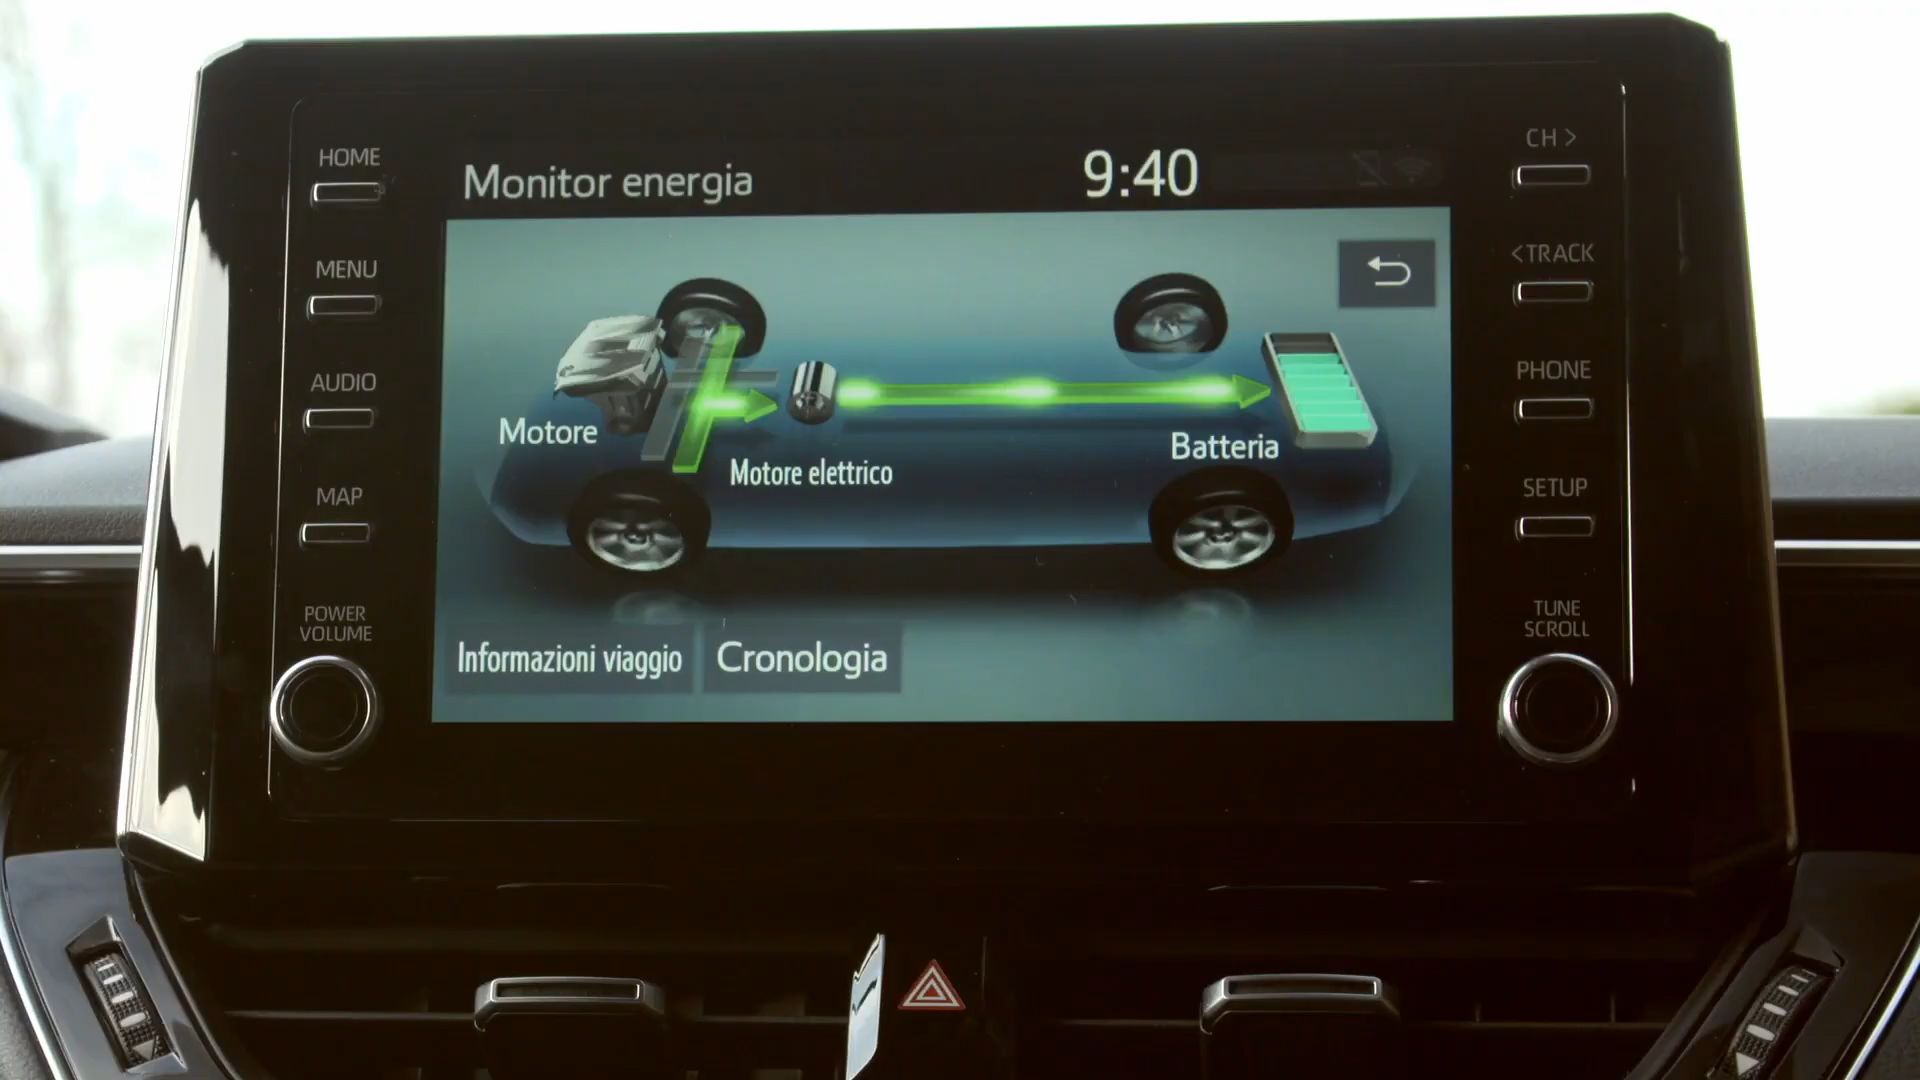 HOME
MENU
AUDIO
MAP
POWER
VOLUME
Monitor energia
9:40
Motore
Motore elettrico
Batteria
Informazioni viaggio
Cronologia
CH >
<TRACK
PHONE
SETUP
TUNE
SCROLL